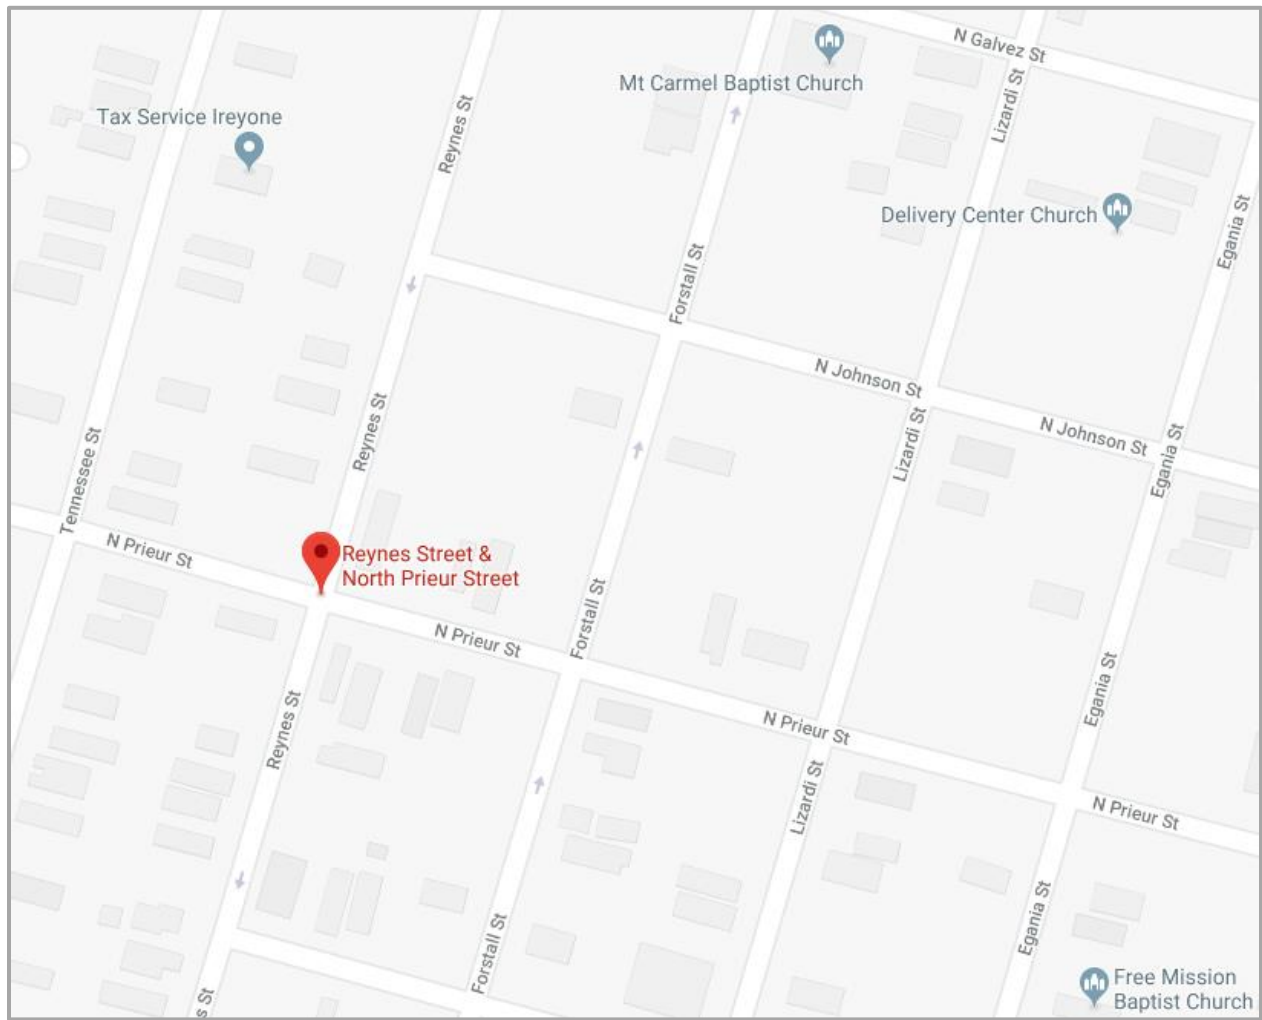 N Galvez St
Mt Carmel Baptist Church
Lizardi St
Tax Service Ireyone
Reynes St
Delivery Center Church
Egania St
Forstall St
N Johnson St
Reynes St
Lizardi St
N Johnson St
Egania St
Tennessee St
N Prieur St
Reynes Street &
North Prieur Street
Forstall St
N Prieur St
Egania St
Reynes St
N Prieur St
Lizardi St
N Prieur St
Egania St
Forstall St
s St
Free Mission
Baptist Church